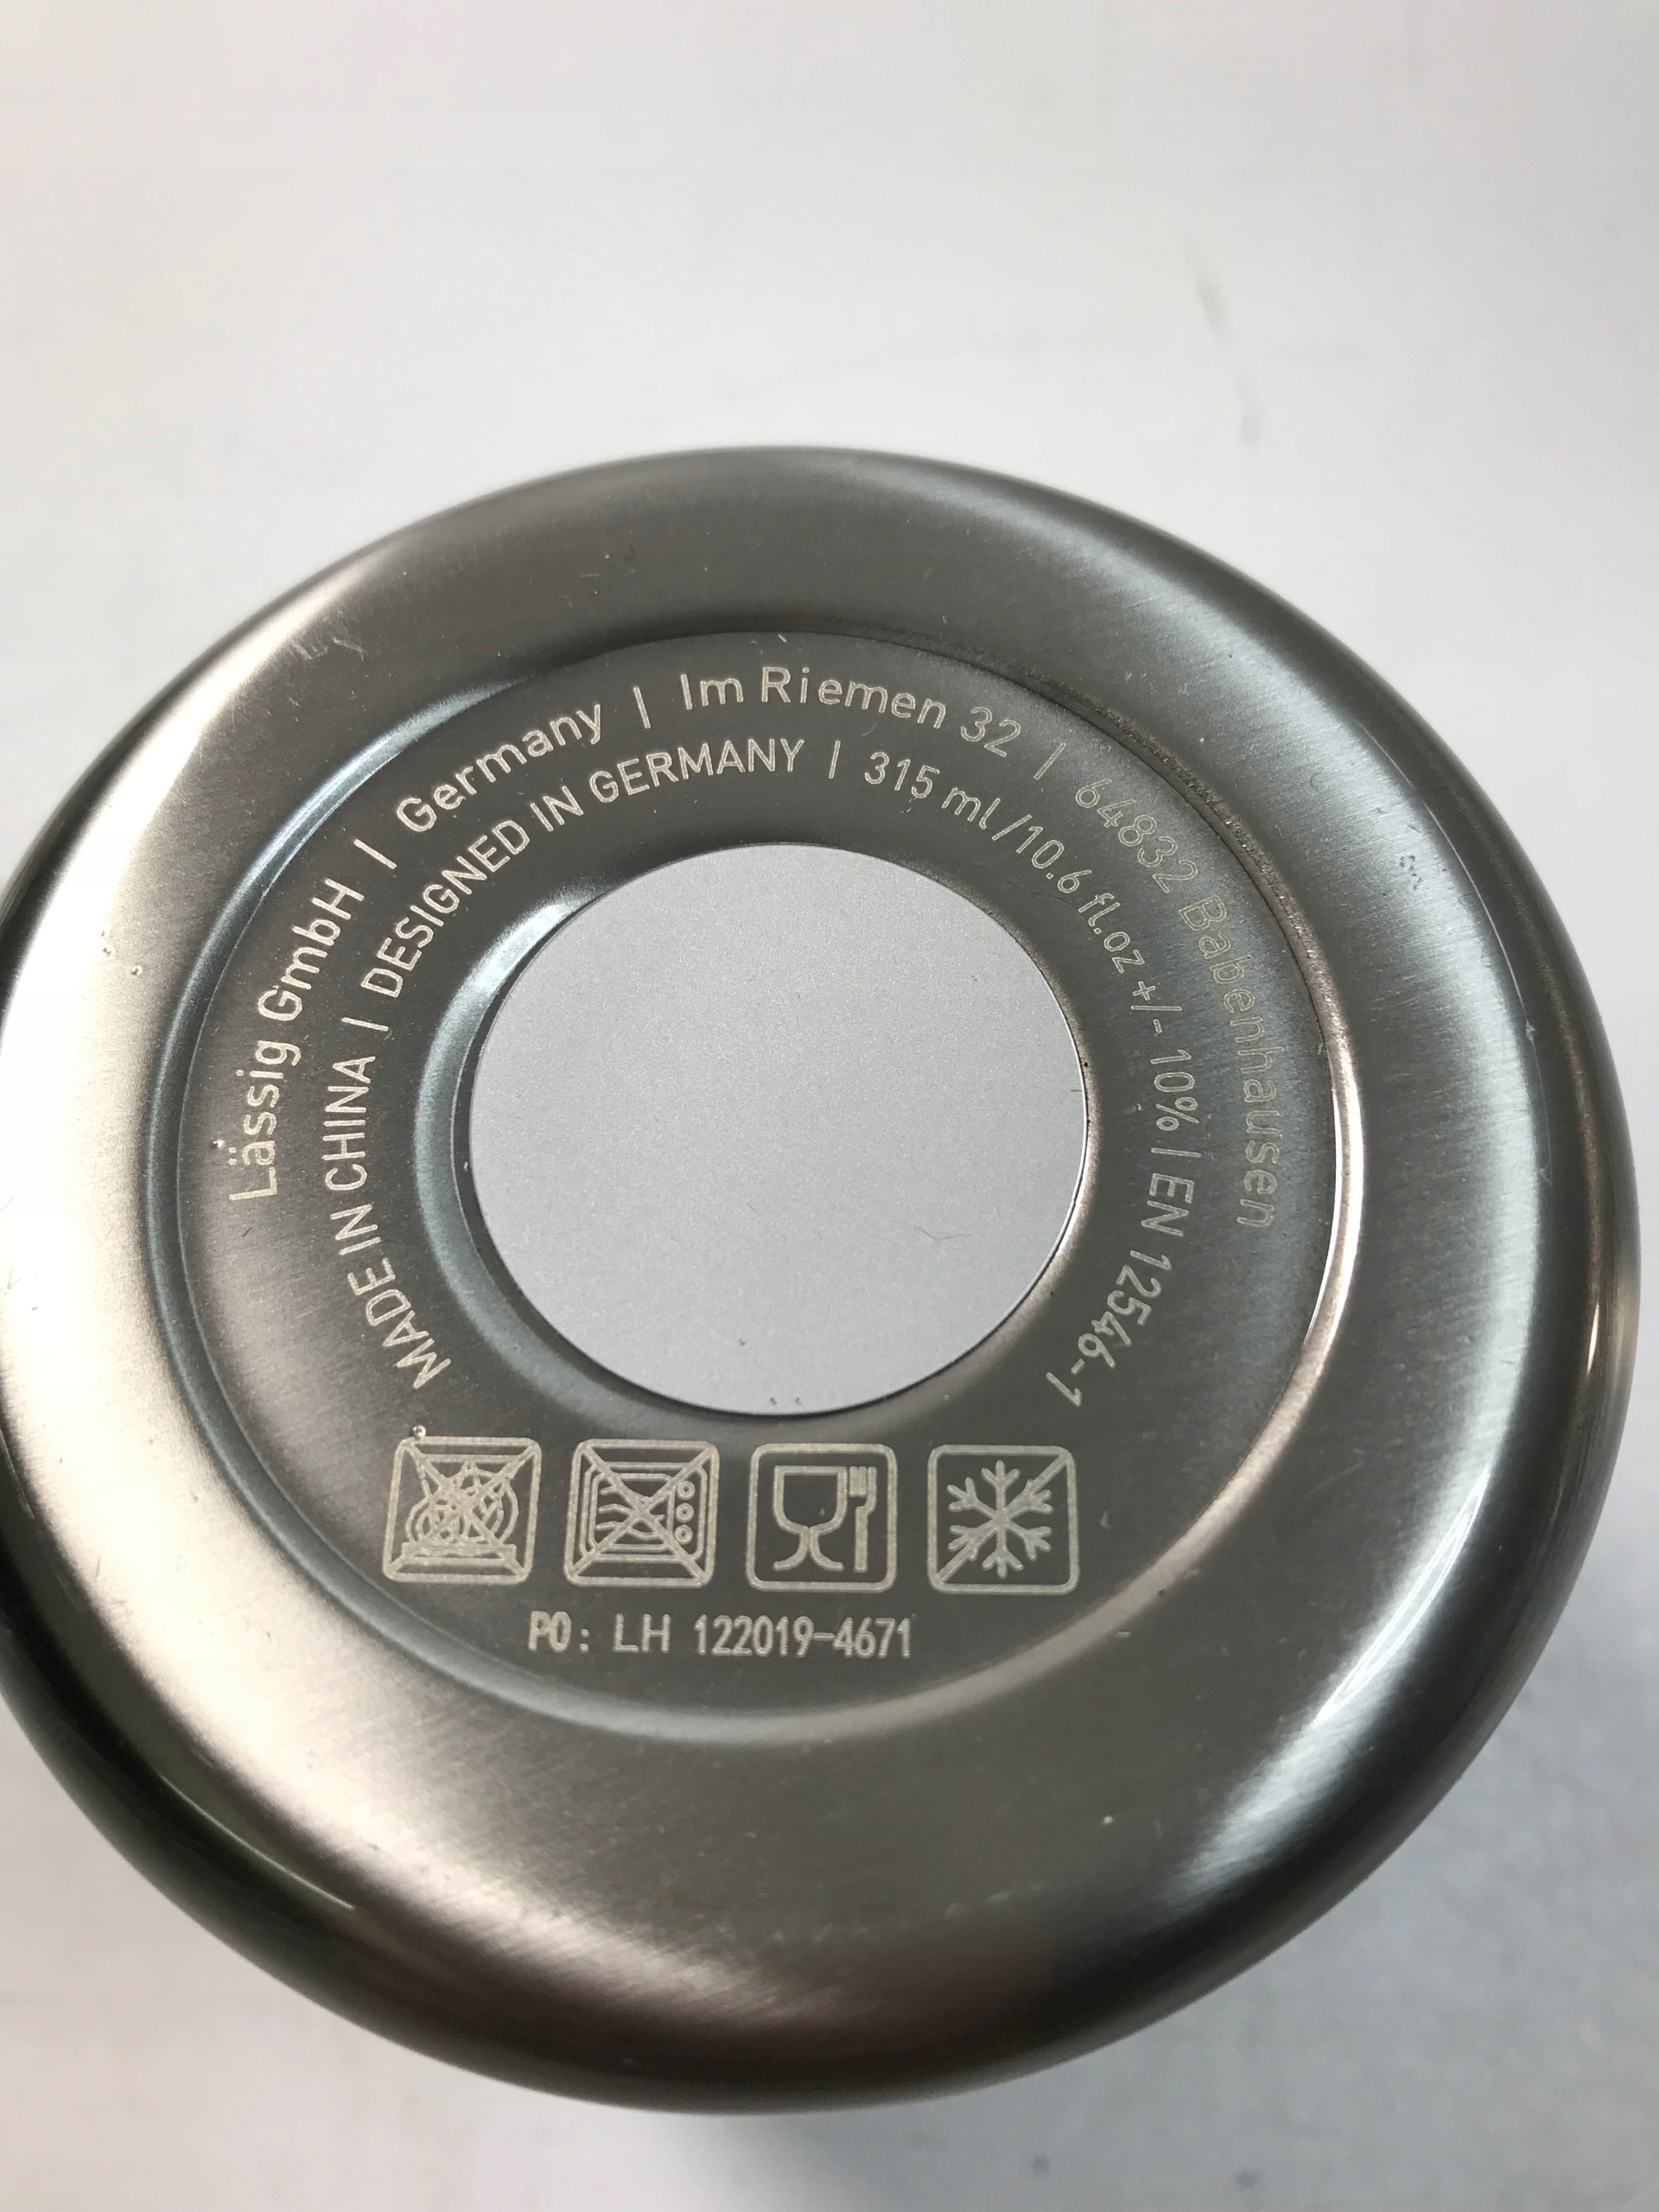 Lässig GmbH | Germany | Im Riemen 32 | 64832 Babenhausen
MADE IN CHINA | DESIGNED IN GERMANY | 315 ml/10.6 fl.oz +/- 10% | EN 12546-1
PO: LH 122019-4671